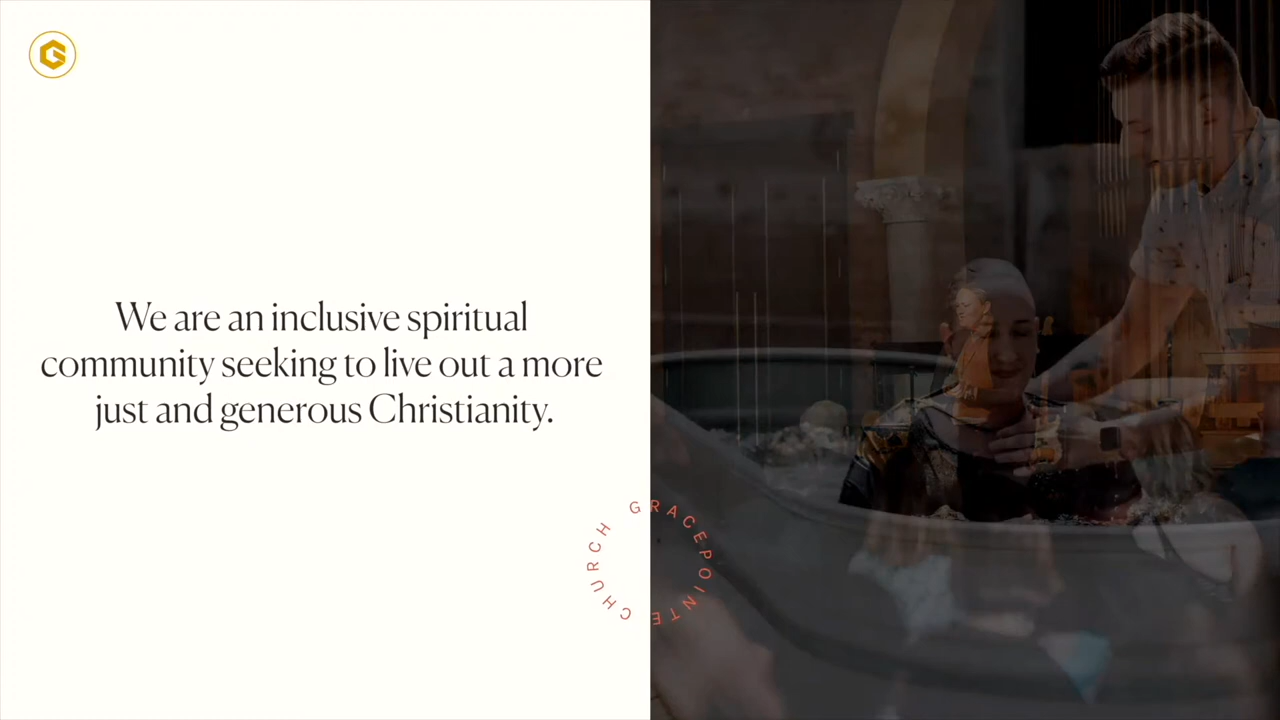 G
We are an inclusive spiritual
community seeking to live out a more
just and generous Christianity.
GRACEPOINTE CHURCH